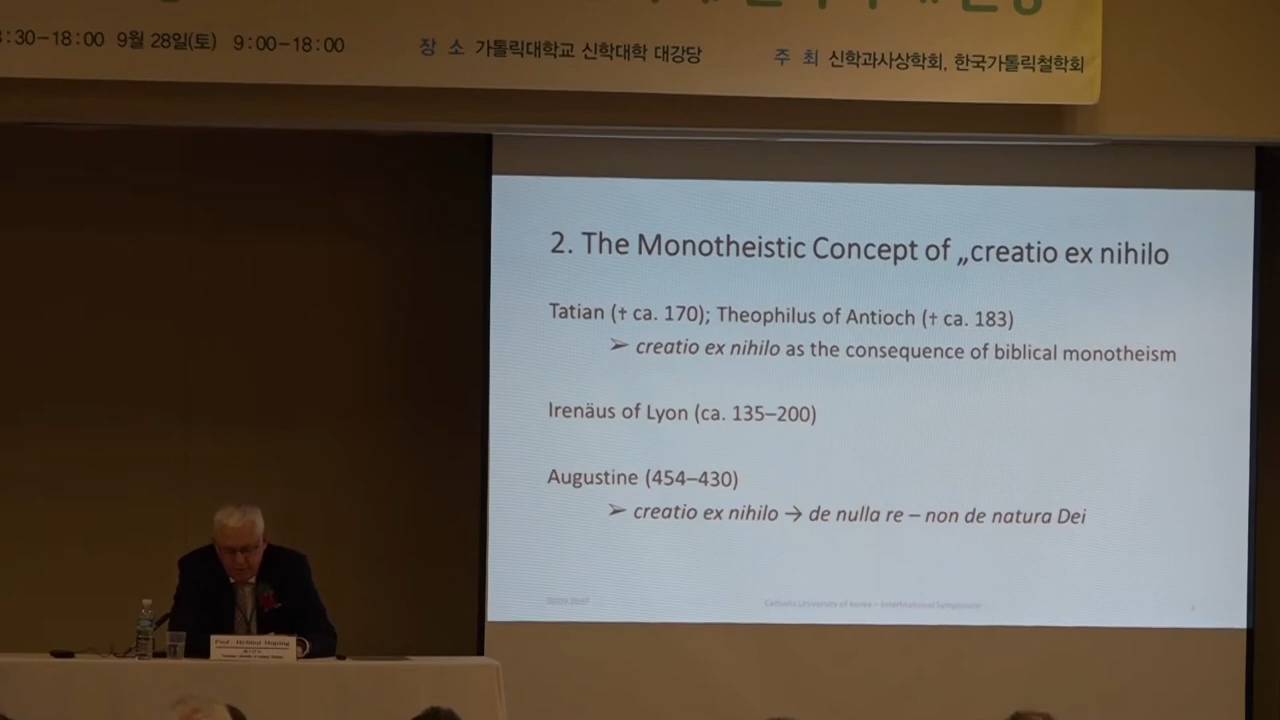 :30-18:00 9월 28일(토) 9:00-18:00 장 소 가톨릭대학교 신학대학 대강당 주 최 신학과사상학회, 한국가톨릭철학회
2. The Monotheistic Concept of „creatio ex nihilo
Tatian († ca. 170); Theophilus of Antioch († ca. 183)
➢ creatio ex nihilo as the consequence of biblical monotheism
Irenäus of Lyon (ca. 135–200)
Augustine (454–430)
➢ creatio ex nihilo → de nulla re – non de natura Dei
Catholic University of Korea – International Symposium
Prof. Helmut Hoping